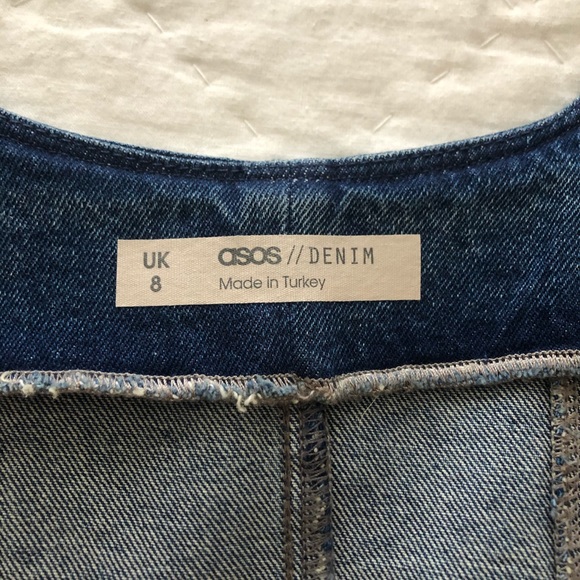 UK
8
asos // DENIM
Made in Turkey